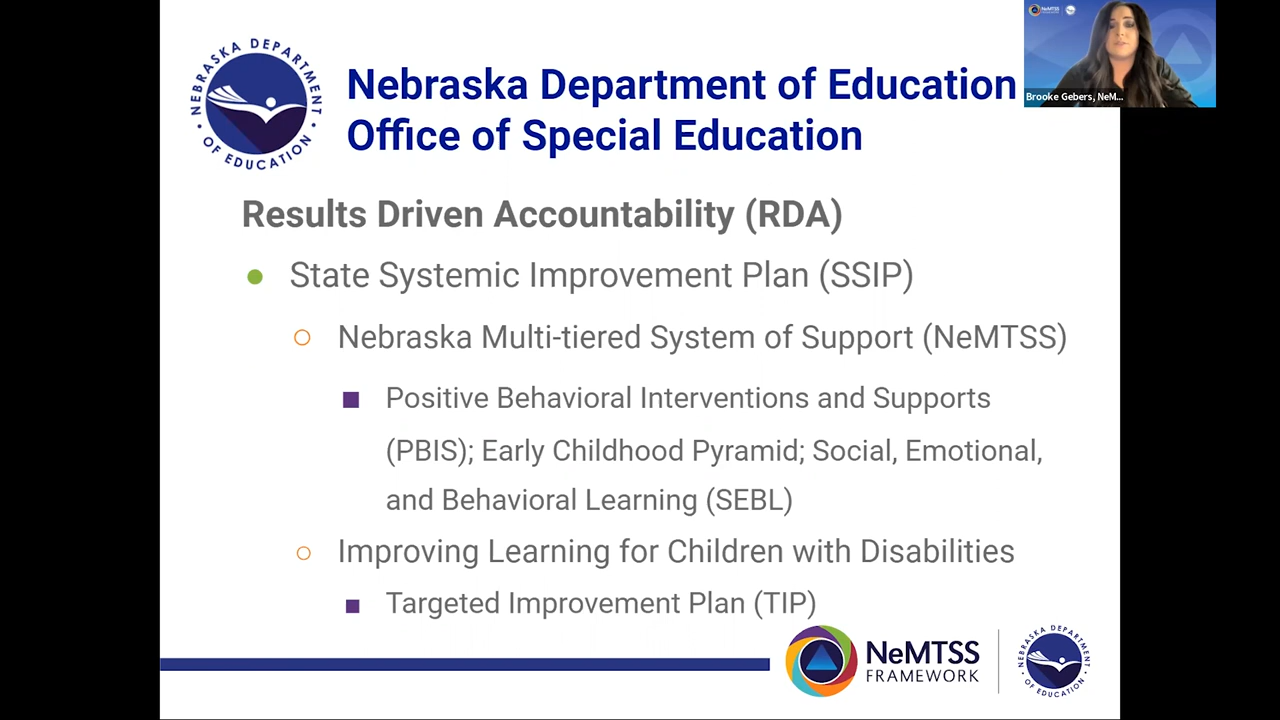 NEBRASKA DEPARTMENT
OF EDUCATION
Nebraska Department of Education
Office of Special Education
NeMTSS
Brooke Gebers, NeM...
Results Driven Accountability (RDA)
● State Systemic Improvement Plan (SSIP)
○ Nebraska Multi-tiered System of Support (NeMTSS)
■ Positive Behavioral Interventions and Supports
(PBIS); Early Childhood Pyramid; Social, Emotional,
and Behavioral Learning (SEBL)
○ Improving Learning for Children with Disabilities
■ Targeted Improvement Plan (TIP)
NeMTSS
FRAMEWORK
NEBRASKA DEPARTMENT
OF EDUCATION